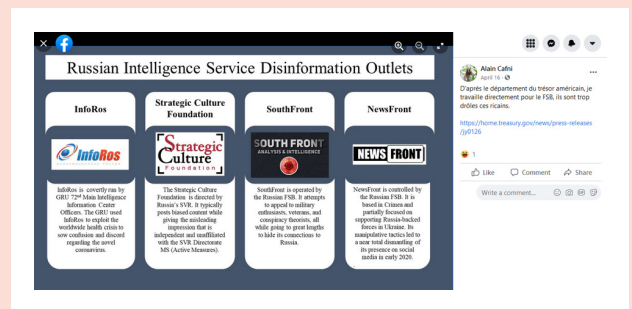 Russian Intelligence Service Disinformation Outlets
InfoRos
InfoRos
InfoRos is covertly run by
GRU 72nd Main Intelligence
Information Center
Officers. The GRU used
InfoRos to exploit the
worldwide health crisis to
sow confusion and discord
regarding the novel
coronavirus.
Strategic Culture
Foundation
Strategic
Culture
Foundation
The Strategic Culture
Foundation is directed by
Russia's SVR. It typically
posts biased content while
giving the misleading
impression that is
independent and unaffiliated
with the SVR Directorate
MS (Active Measures).
SouthFront
SOUTH FRONT
ANALYSIS & INTELLIGENCE
SouthFront is operated by
the Russian FSB. It attempts
to appeal to military
enthusiasts, veterans, and
conspiracy theorists, all
while going to great lengths
to hide its connections to
Russia.
NewsFront
NEWS FRONT
NewsFront is controlled by
the Russian FSB. It is
based in Crimea and
partially focused on
supporting Russia-backed
forces in Ukraine. Its
manipulative tactics led to
a near total dismantling of
its presence on social
media in early 2020.
Alain Cafni
April 16
D'après le département du trésor américain, je
travaille directement pour le FSB, ils sont trop
drôles ces ricains.
https://home.treasury.gov/news/press-releases
/jy0126
1
Like Comment Share
Write a comment...